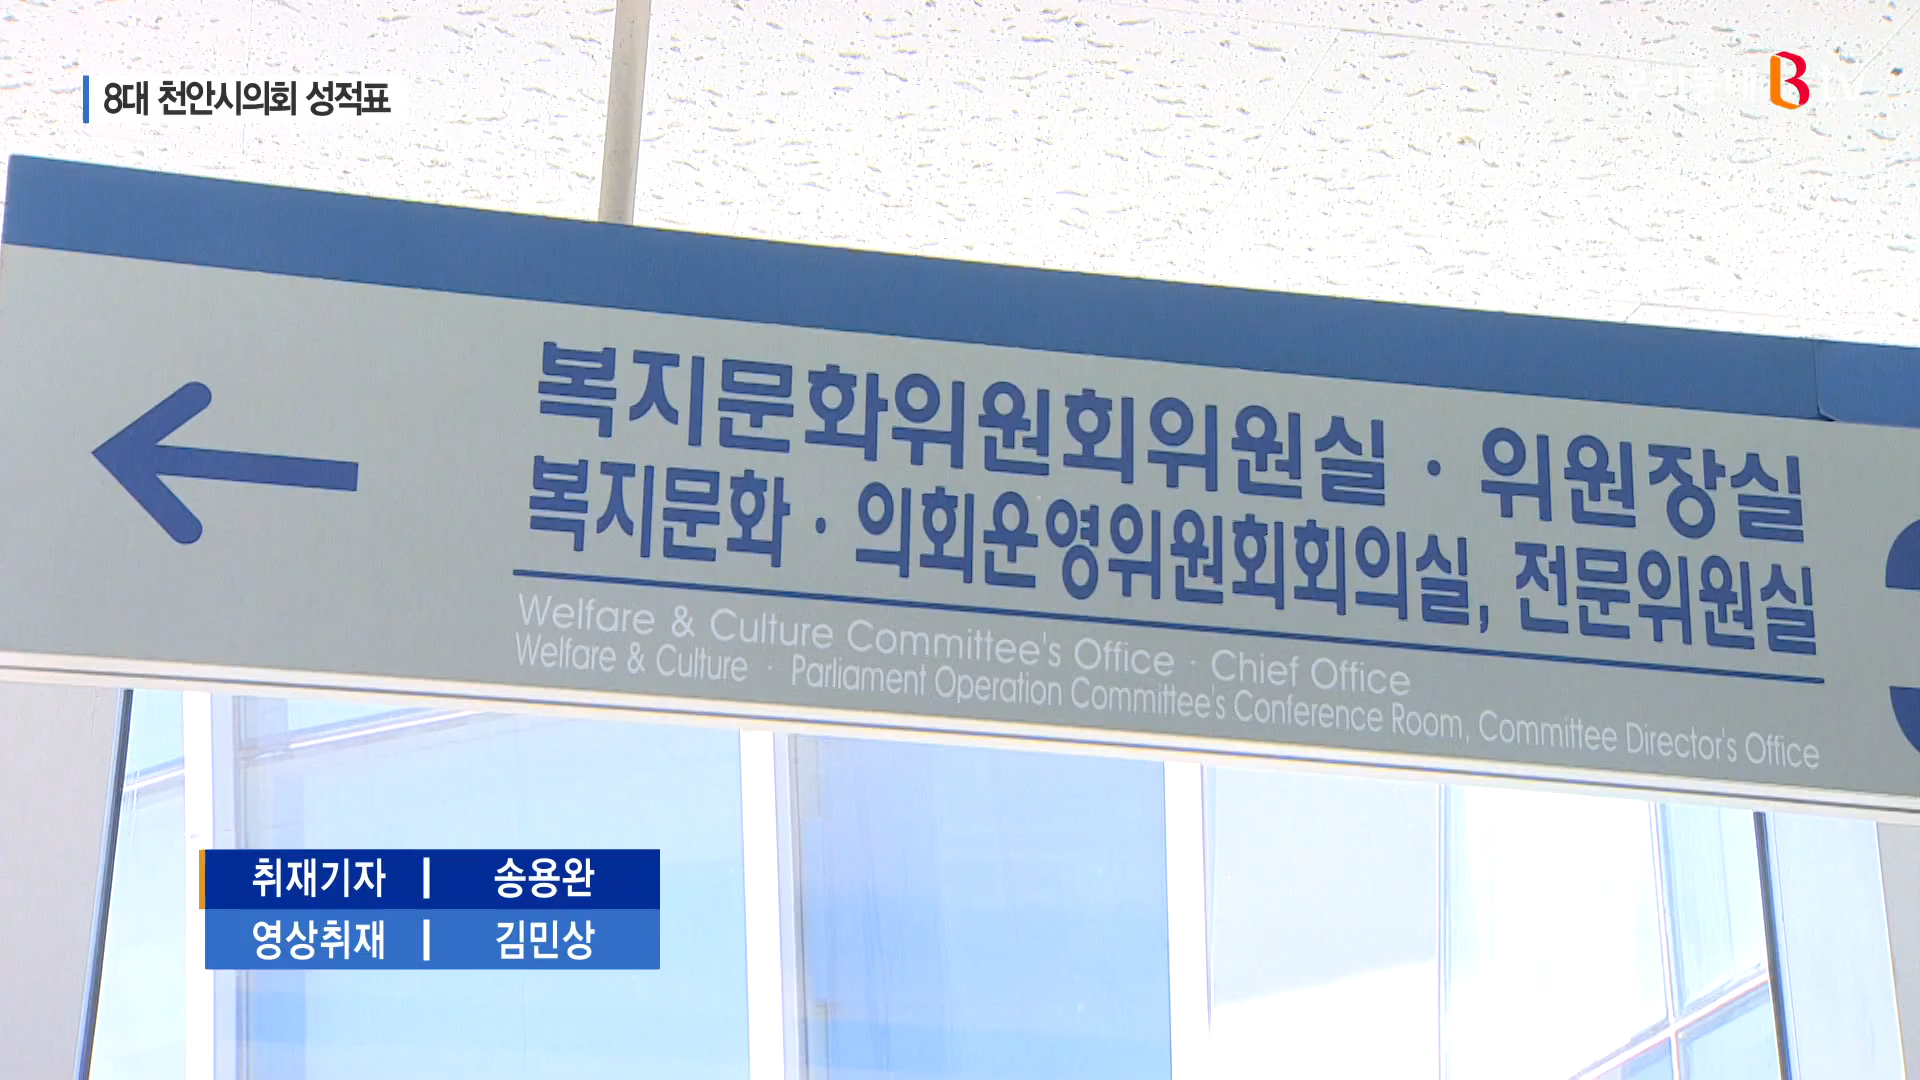 8대 천안시의회 성적표
B tv
복지문화위원회위원실 · 위원장실
복지문화 · 의회운영위원회회의실, 전문위원실
Welfare & Culture Committee's Office · Chief Office
Welfare & Culture · Parliament Operation Committee's Conference Room, Committee Director's Office
취재기자 | 송용완
영상취재 | 김민상